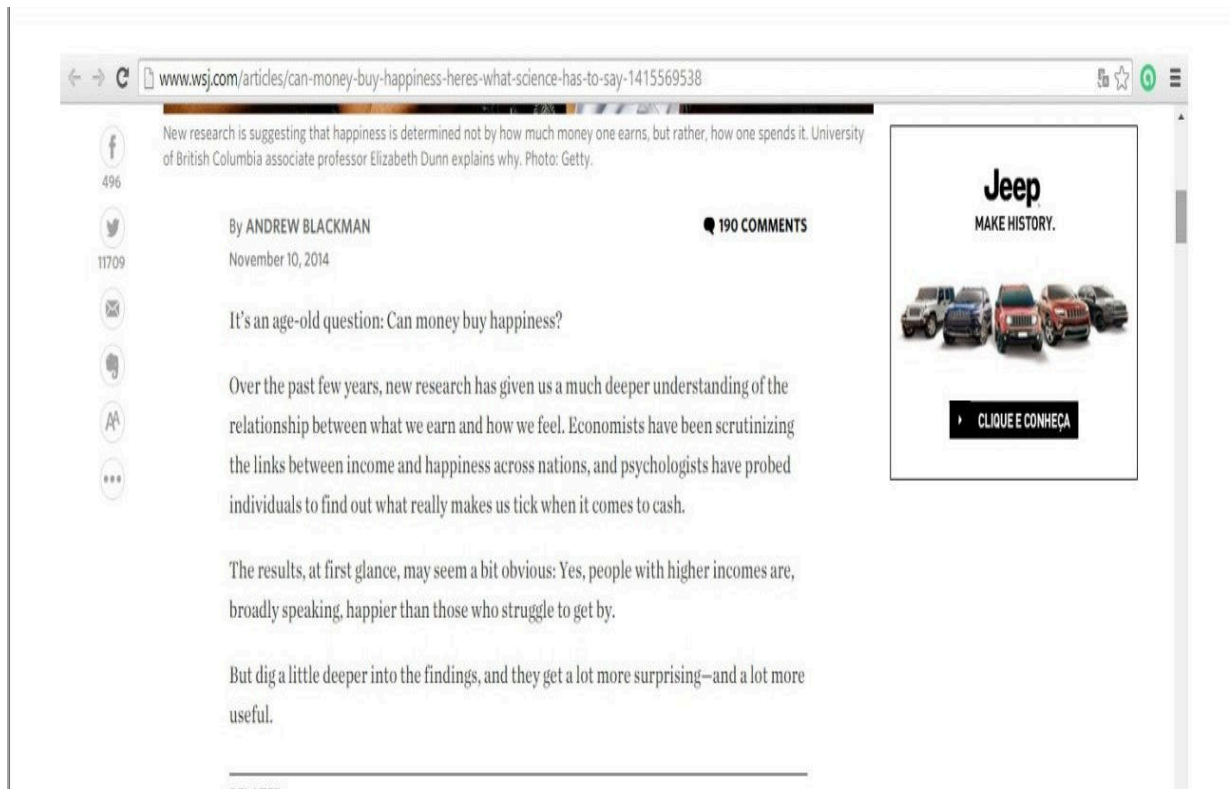 www.wsj.com/articles/can-money-buy-happiness-heres-what-science-has-to-say-1415569538
New research is suggesting that happiness is determined not by how much money one earns, but rather, how one spends it. University
of British Columbia associate professor Elizabeth Dunn explains why. Photo: Getty.
496
11709
By ANDREW BLACKMAN
190 COMMENTS
November 10, 2014
It's an age-old question: Can money buy happiness?
Over the past few years, new research has given us a much deeper understanding of the
relationship between what we earn and how we feel. Economists have been scrutinizing
the links between income and happiness across nations, and psychologists have probed
individuals to find out what really makes us tick when it comes to cash.
The results, at first glance, may seem a bit obvious: Yes, people with higher incomes are,
broadly speaking, happier than those who struggle to get by.
But dig a little deeper into the findings, and they get a lot more surprising—and a lot more
useful.
Jeep
MAKE HISTORY.
CLIQUE E CONHEÇA